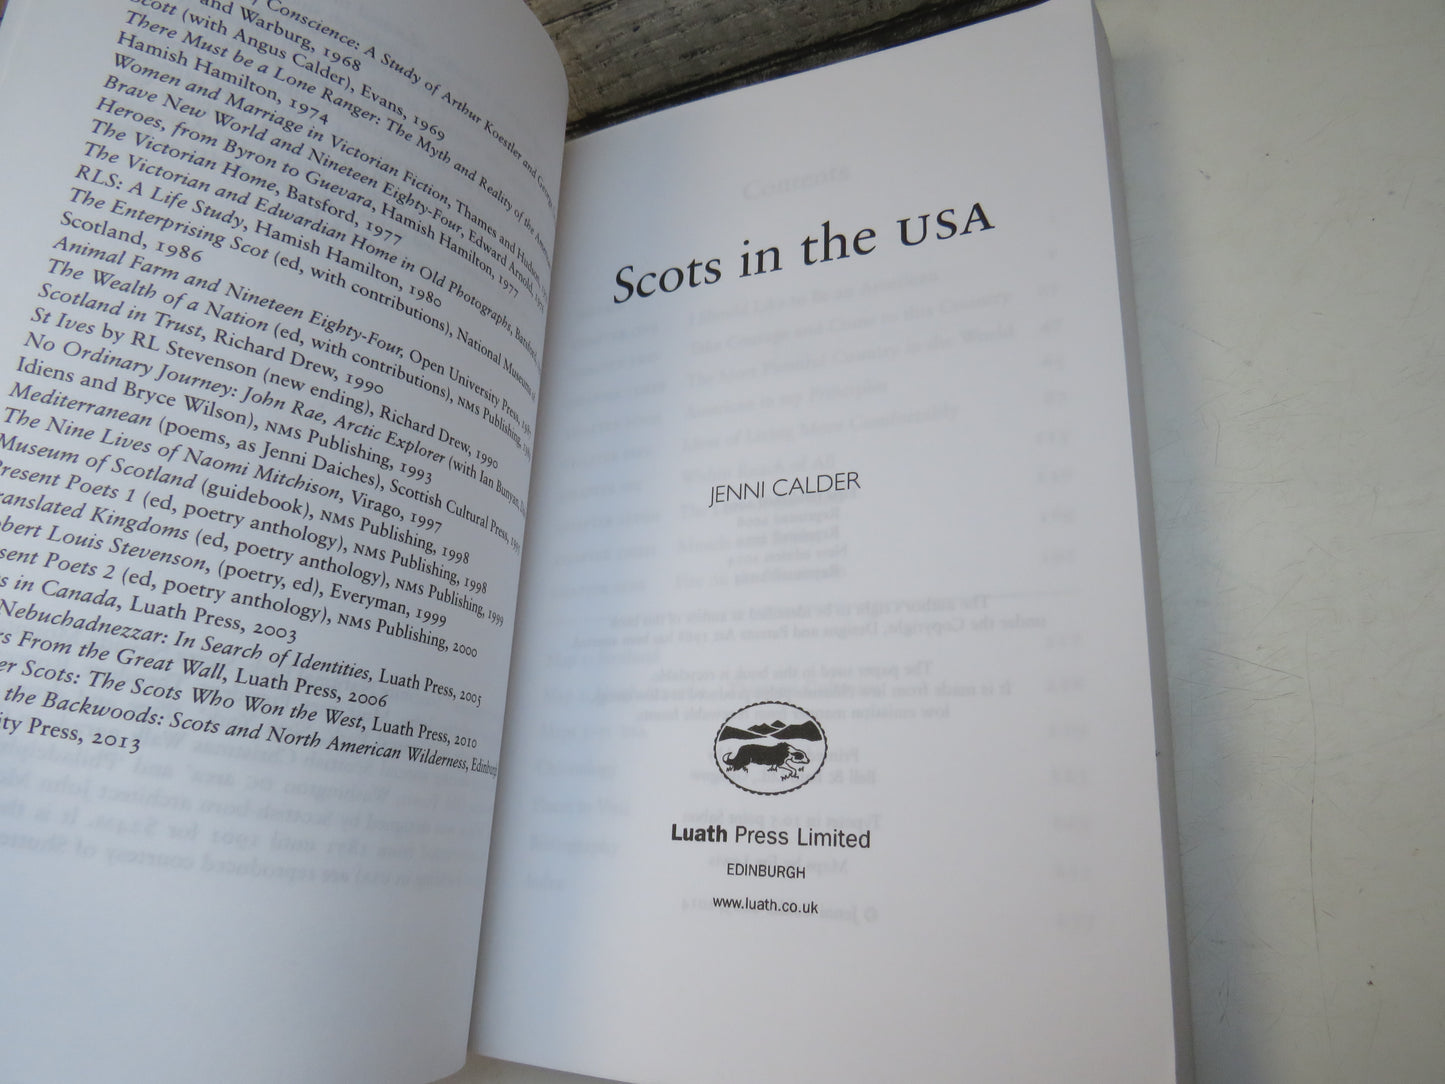 Conscience: A Study of Arthur Koestler and George
and Warburg, 1968
Scott (with Angus Calder), Evans, 1969
There Must be a Lone Ranger: The Myth and Reality of the American
Hamish Hamilton, 1974
Women and Marriage in Victorian Fiction, Thames and Hudson,
Brave New World and Nineteen Eighty-Four, Edward Arnold,
Heroes, from Byron to Guevara, Hamish Hamilton, 1977
The Victorian Home, Batsford, 1977
The Victorian and Edwardian Home in Old Photographs, Batsford,
RLS: A Life Study, Hamish Hamilton, 1980
The Enterprising Scot (ed, with contributions), National Museums of
Scotland, 1986
Animal Farm and Nineteen Eighty-Four, Open University Press,
The Wealth of a Nation (ed, with contributions), NMS Publishing,
Scotland in Trust, Richard Drew, 1990
St Ives by RL Stevenson (new ending), Richard Drew, 1990
No Ordinary Journey: John Rae, Arctic Explorer (with Ian Bunyan,
Idiens and Bryce Wilson), NMS Publishing, 1993
Mediterranean (poems, as Jenni Daiches), Scottish Cultural Press,
The Nine Lives of Naomi Mitchison, Virago, 1997
Museum of Scotland (guidebook), NMS Publishing, 1998
Present Poets 1 (ed, poetry anthology), NMS Publishing, 1998
ranslated Kingdoms (ed, poetry anthology), NMS Publishing, 1999
obert Louis Stevenson, (poetry, ed), Everyman, 1999
sent Poets 2 (ed, poetry anthology), NMS Publishing, 2000
s in Canada, Luath Press, 2003
Nebuchadnezzar: In Search of Identities, Luath Press, 2005
rs From the Great Wall, Luath Press, 2006
er Scots: The Scots Who Won the West, Luath Press, 2010
the Backwoods: Scots and North American Wilderness, Edinburgh
ity Press, 2013
Scots in the USA
JENNI CALDER
Luath Press Limited
EDINBURGH
www.luath.co.uk